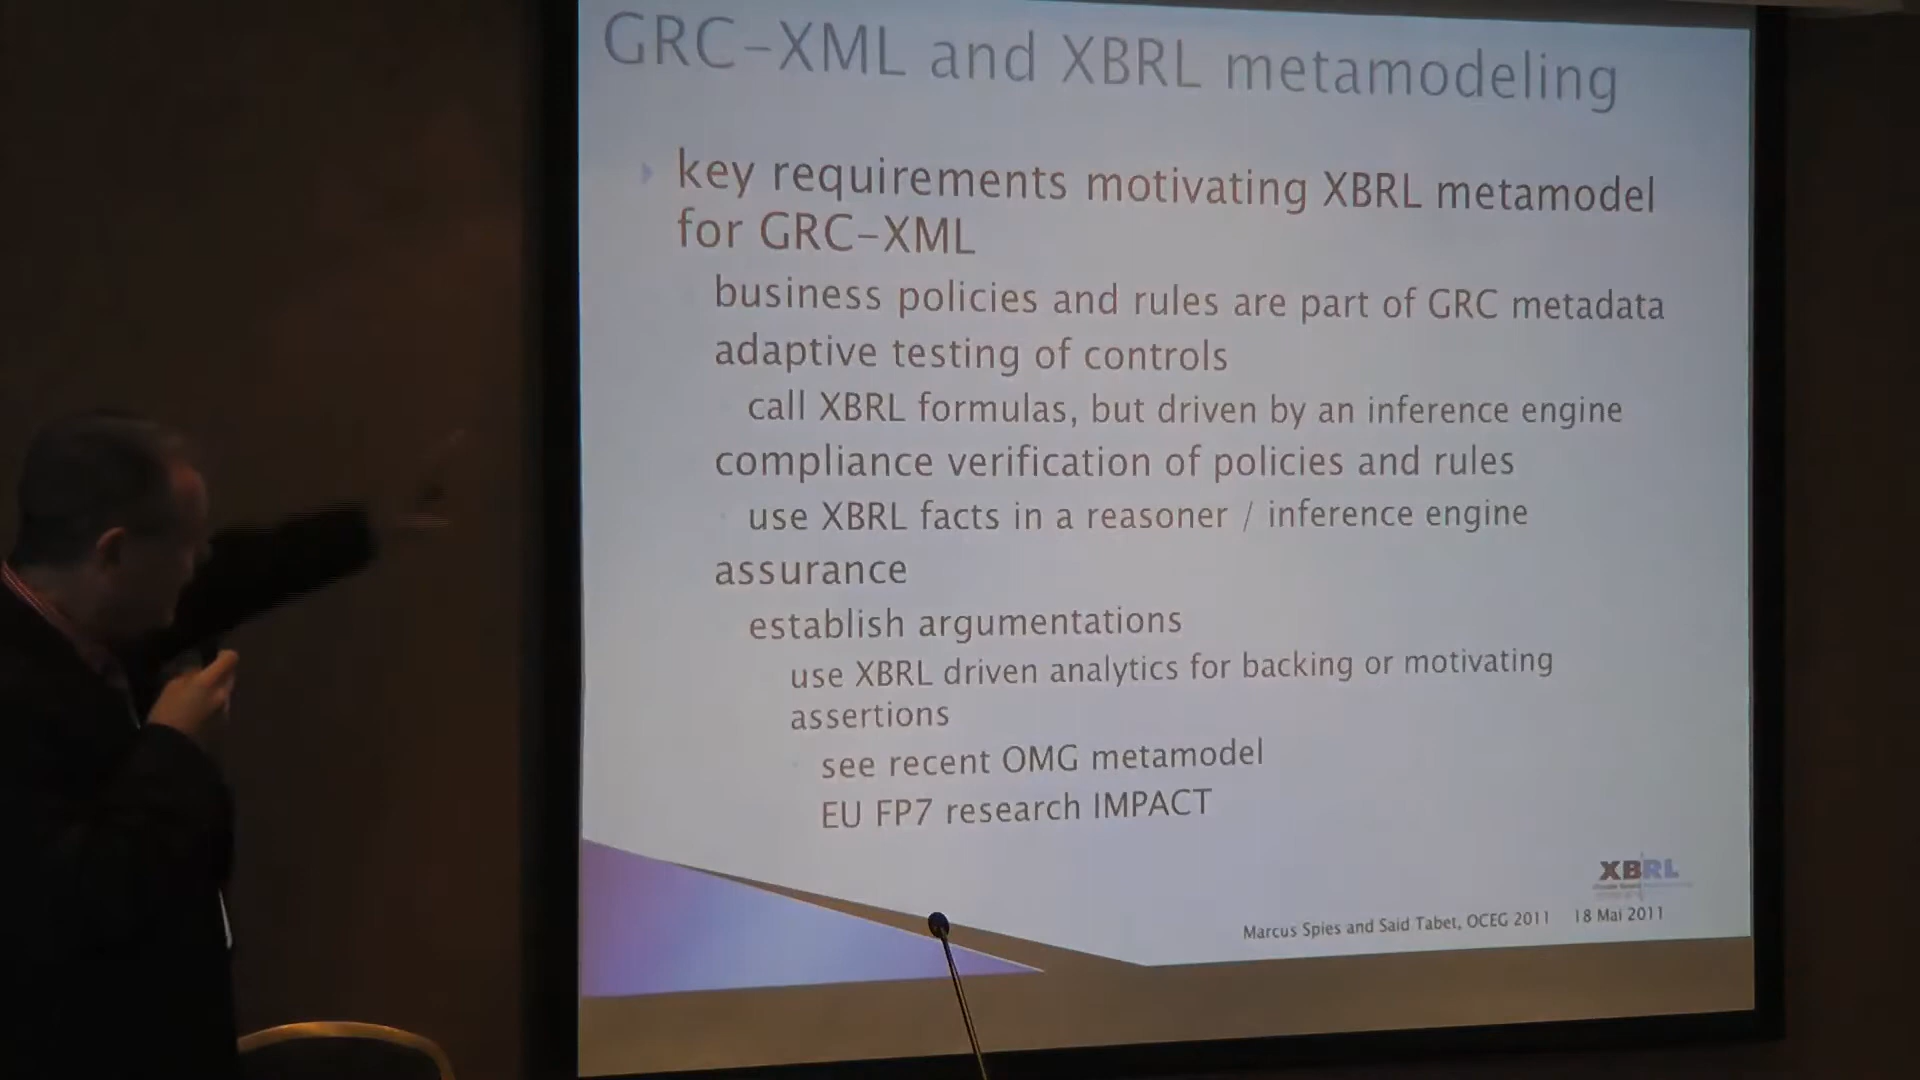 GRC-XML and XBRL metamodeling
key requirements motivating XBRL metamodel
for GRC-XML
business policies and rules are part of GRC metadata
adaptive testing of controls
call XBRL formulas, but driven by an inference engine
compliance verification of policies and rules
use XBRL facts in a reasoner / inference engine
assurance
establish argumentations
use XBRL driven analytics for backing or motivating
assertions
see recent OMG metamodel
EU FP7 research IMPACT
XBRL
Marcus Spies and Said Tabet, OCEG 2011 18 Mai 2011